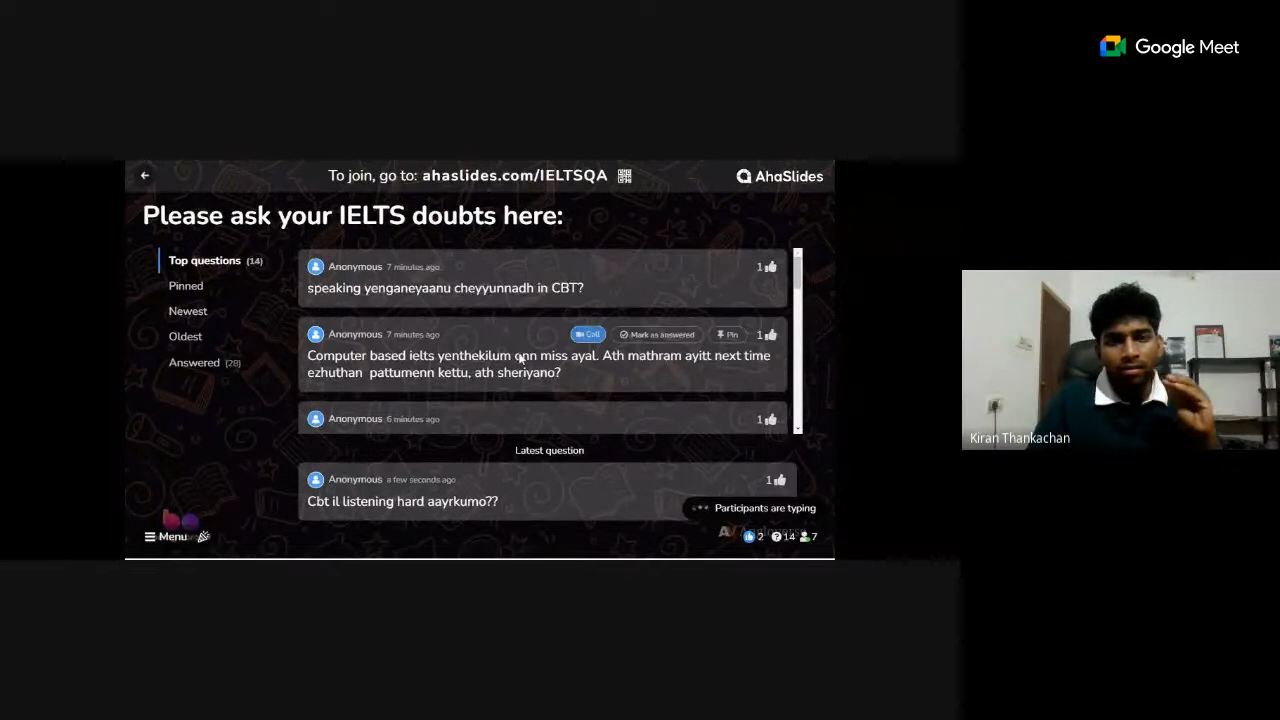 Google Meet
To join, go to: ahaslides.com/IELTSQA
AhaSlides
Please ask your IELTS doubts here:
Top questions (14)
Pinned
Newest
Oldest
Answered (28)
Anonymous 7 minutes ago 1
speaking yenganeyaanu cheyyunnadh in CBT?
Anonymous 7 minutes ago Call Mark as answered Pin 1
Computer based ielts yenthekilum onn miss ayal. Ath mathram ayitt next time
ezhuthan pattumenn kettu, ath sheriyano?
Anonymous 6 minutes ago 1
Latest question
Anonymous a few seconds ago 1
Cbt il listening hard aayrkumo??
Participants are typing
Menu
2 14 7
Kiran Thankachan